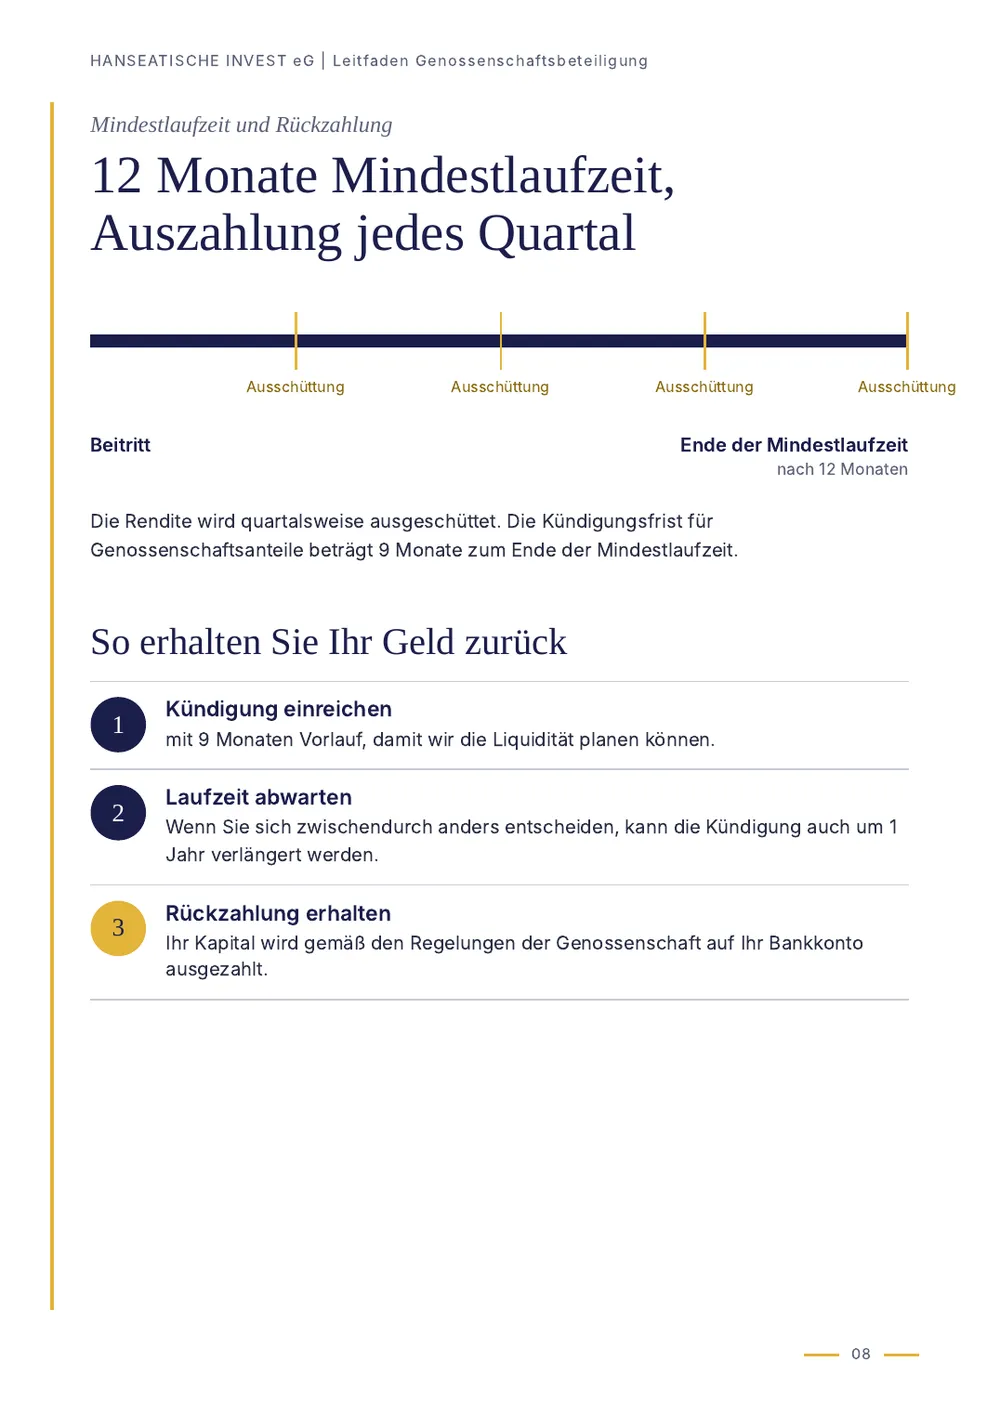 HANSEATISCHE INVEST eG | Leitfaden Genossenschaftsbeteiligung
Mindestlaufzeit und Rückzahlung
12 Monate Mindestlaufzeit,
Auszahlung jedes Quartal
Ausschüttung Ausschüttung Ausschüttung Ausschüttung
Beitritt Ende der Mindestlaufzeit
nach 12 Monaten
Die Rendite wird quartalsweise ausgeschüttet. Die Kündigungsfrist für
Genossenschaftsanteile beträgt 9 Monate zum Ende der Mindestlaufzeit.
So erhalten Sie Ihr Geld zurück
1 Kündigung einreichen
mit 9 Monaten Vorlauf, damit wir die Liquidität planen können.
2 Laufzeit abwarten
Wenn Sie sich zwischendurch anders entscheiden, kann die Kündigung auch um 1
Jahr verlängert werden.
3 Rückzahlung erhalten
Ihr Kapital wird gemäß den Regelungen der Genossenschaft auf Ihr Bankkonto
ausgezahlt.
08